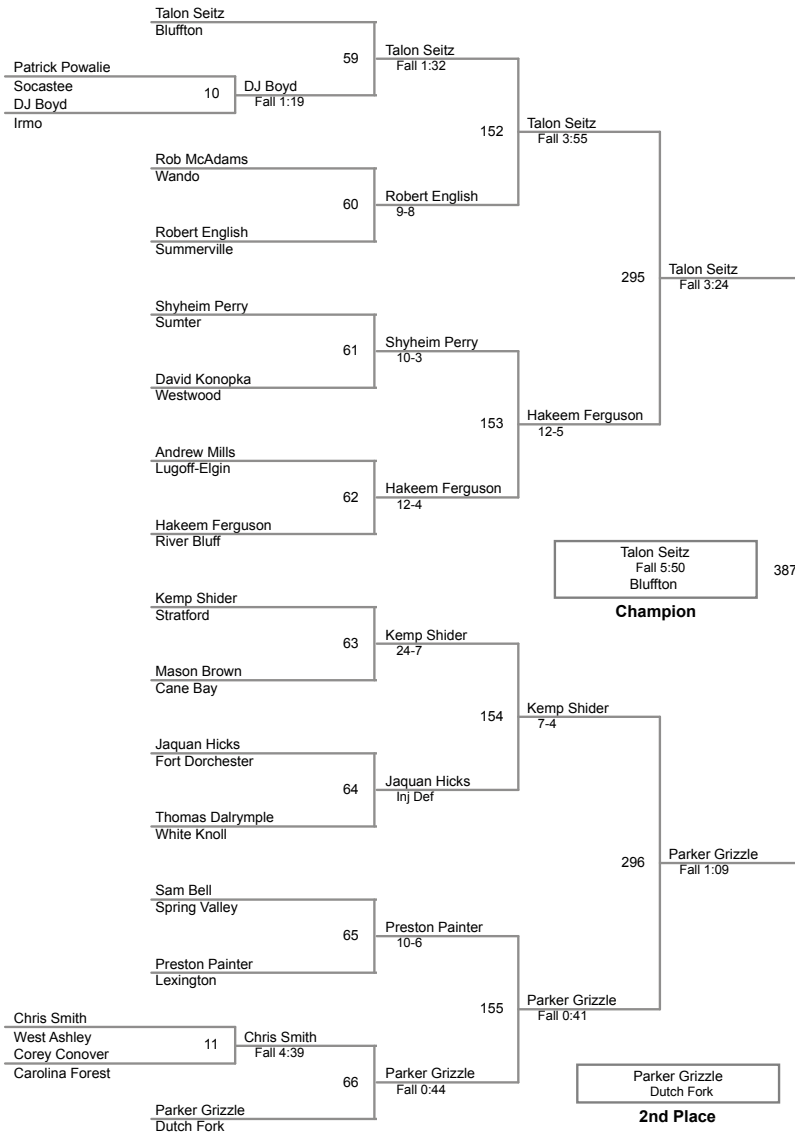 Talon Seitz
Bluffton
59
Talon Seitz
Fall 1:32
Patrick Powalie
Socastee
10
DJ Boyd
Fall 1:19
DJ Boyd
Irmo
152
Talon Seitz
Fall 3:55
Rob McAdams
Wando
60
Robert English
9-8
Robert English
Summerville
295
Talon Seitz
Fall 3:24
Shyheim Perry
Sumter
61
Shyheim Perry
10-3
David Konopka
Westwood
153
Hakeem Ferguson
12-5
Andrew Mills
Lugoff-Elgin
62
Hakeem Ferguson
12-4
Hakeem Ferguson
River Bluff
Talon Seitz
Fall 5:50
Bluffton
387
Champion
Kemp Shider
Stratford
63
Kemp Shider
24-7
Mason Brown
Cane Bay
154
Kemp Shider
7-4
Jaquan Hicks
Fort Dorchester
64
Jaquan Hicks
Inj Def
Thomas Dalrymple
White Knoll
296
Parker Grizzle
Fall 1:09
Sam Bell
Spring Valley
65
Preston Painter
10-6
Preston Painter
Lexington
155
Parker Grizzle
Fall 0:41
Chris Smith
West Ashley
11
Chris Smith
Fall 4:39
Corey Conover
Carolina Forest
66
Parker Grizzle
Fall 0:44
Parker Grizzle
Dutch Fork
Parker Grizzle
Dutch Fork
2nd Place